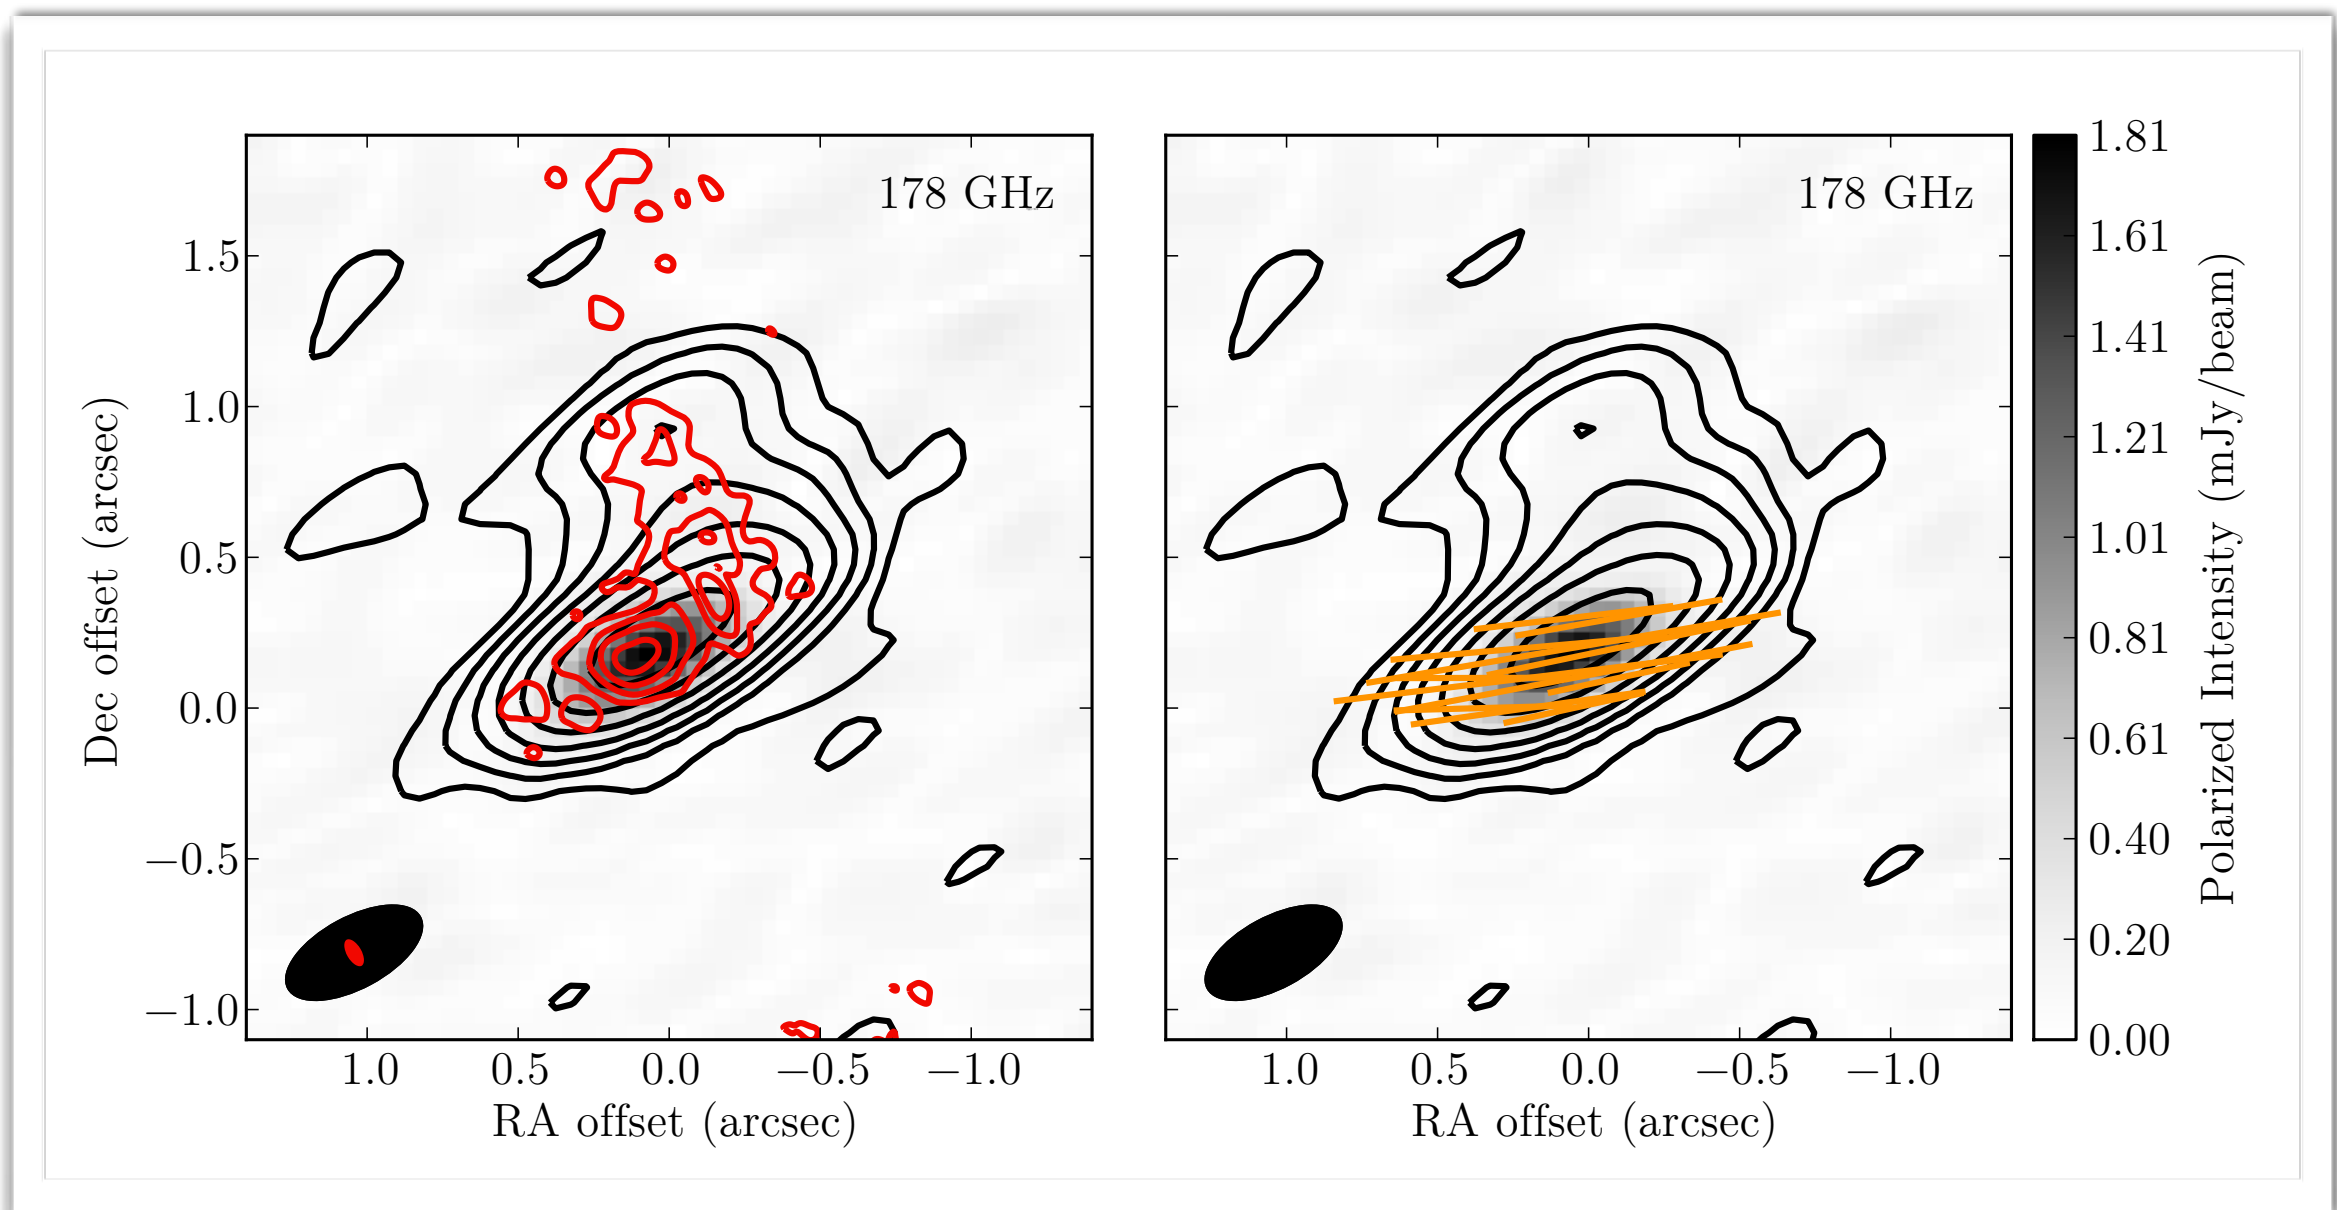 178 GHz
178 GHz
1.5
1.0
0.5
0.0
−0.5
−1.0
Dec offset (arcsec)
1.0 0.5 0.0 −0.5 −1.0
RA offset (arcsec)
1.0 0.5 0.0 −0.5 −1.0
RA offset (arcsec)
1.81
1.61
1.41
1.21
1.01
0.81
0.61
0.40
0.20
0.00
Polarized Intensity (mJy/beam)